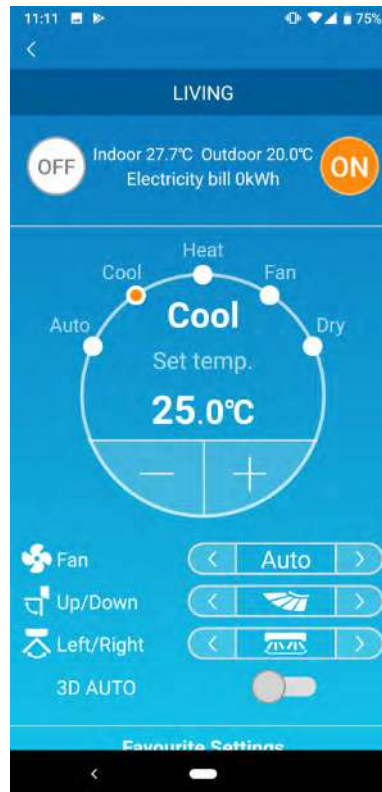 11:11 75%
LIVING
OFF
Indoor 27.7℃ Outdoor 20.0℃
Electricity bill 0kWh
ON
Heat
Cool Fan
Auto Dry
Cool
Set temp.
25.0℃
Fan Auto
Up/Down
Left/Right
3D AUTO
Favourite Settings